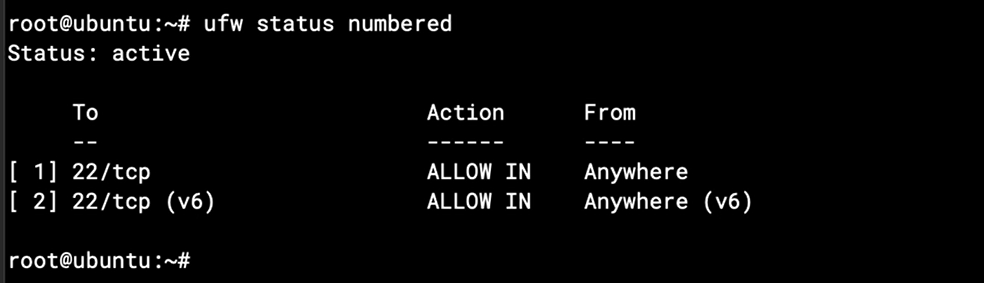 root@ubuntu:~# ufw status numbered
Status: active
To Action From
-- ------ ----
[ 1] 22/tcp ALLOW IN Anywhere
[ 2] 22/tcp (v6) ALLOW IN Anywhere (v6)
root@ubuntu:~#